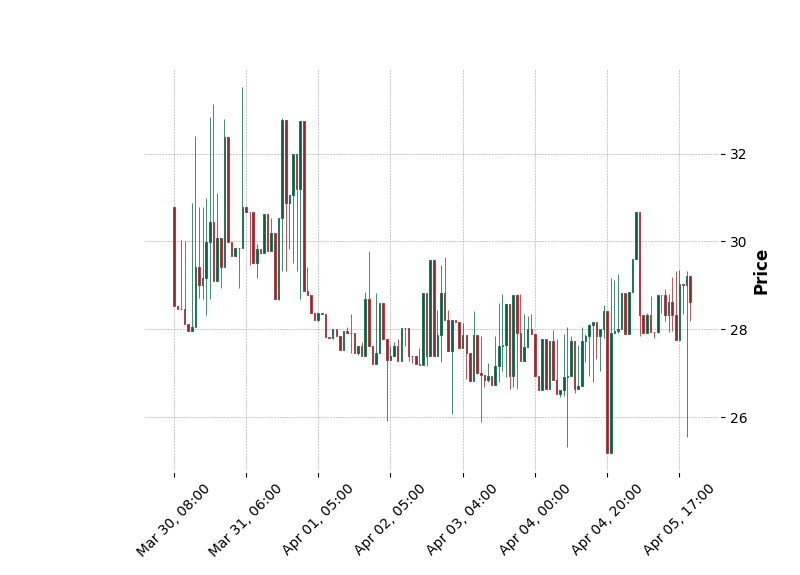 32
30
28
26
Price
Mar 30, 08:00
Mar 31, 06:00
Apr 01, 05:00
Apr 02, 05:00
Apr 03, 04:00
Apr 04, 00:00
Apr 04, 20:00
Apr 05, 17:00